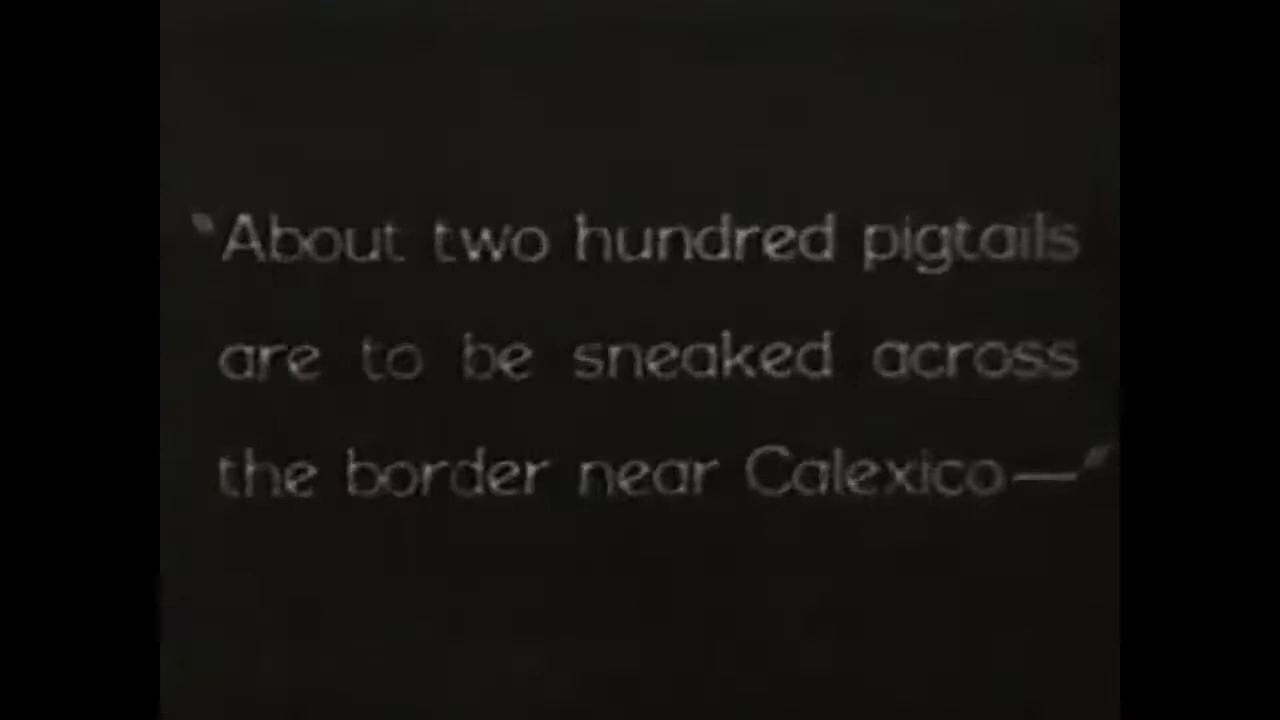 "About two hundred pigtails
are to be sneaked across
the border near Calexico—"